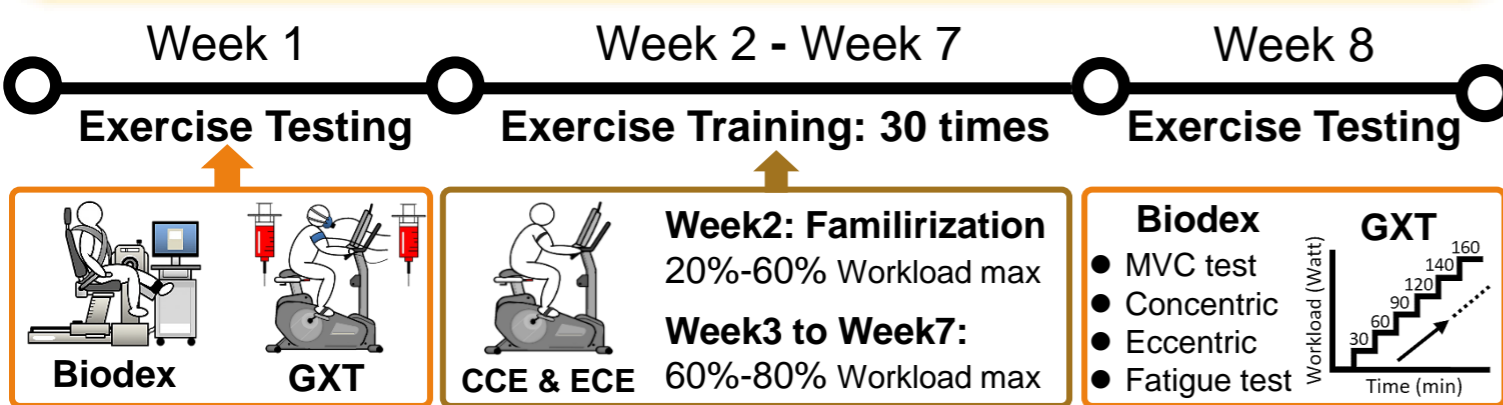 Week 1
Week 2 - Week 7
Week 8
Exercise Testing
Exercise Training: 30 times
Exercise Testing
Biodex
GXT
CCE & ECE
Week2: Familirization
20%-60% Workload max
Week3 to Week7:
60%-80% Workload max
Biodex
● MVC test
● Concentric
● Eccentric
● Fatigue test
GXT
Workload (Watt)
30
60
90
120
140
160
Time (min)